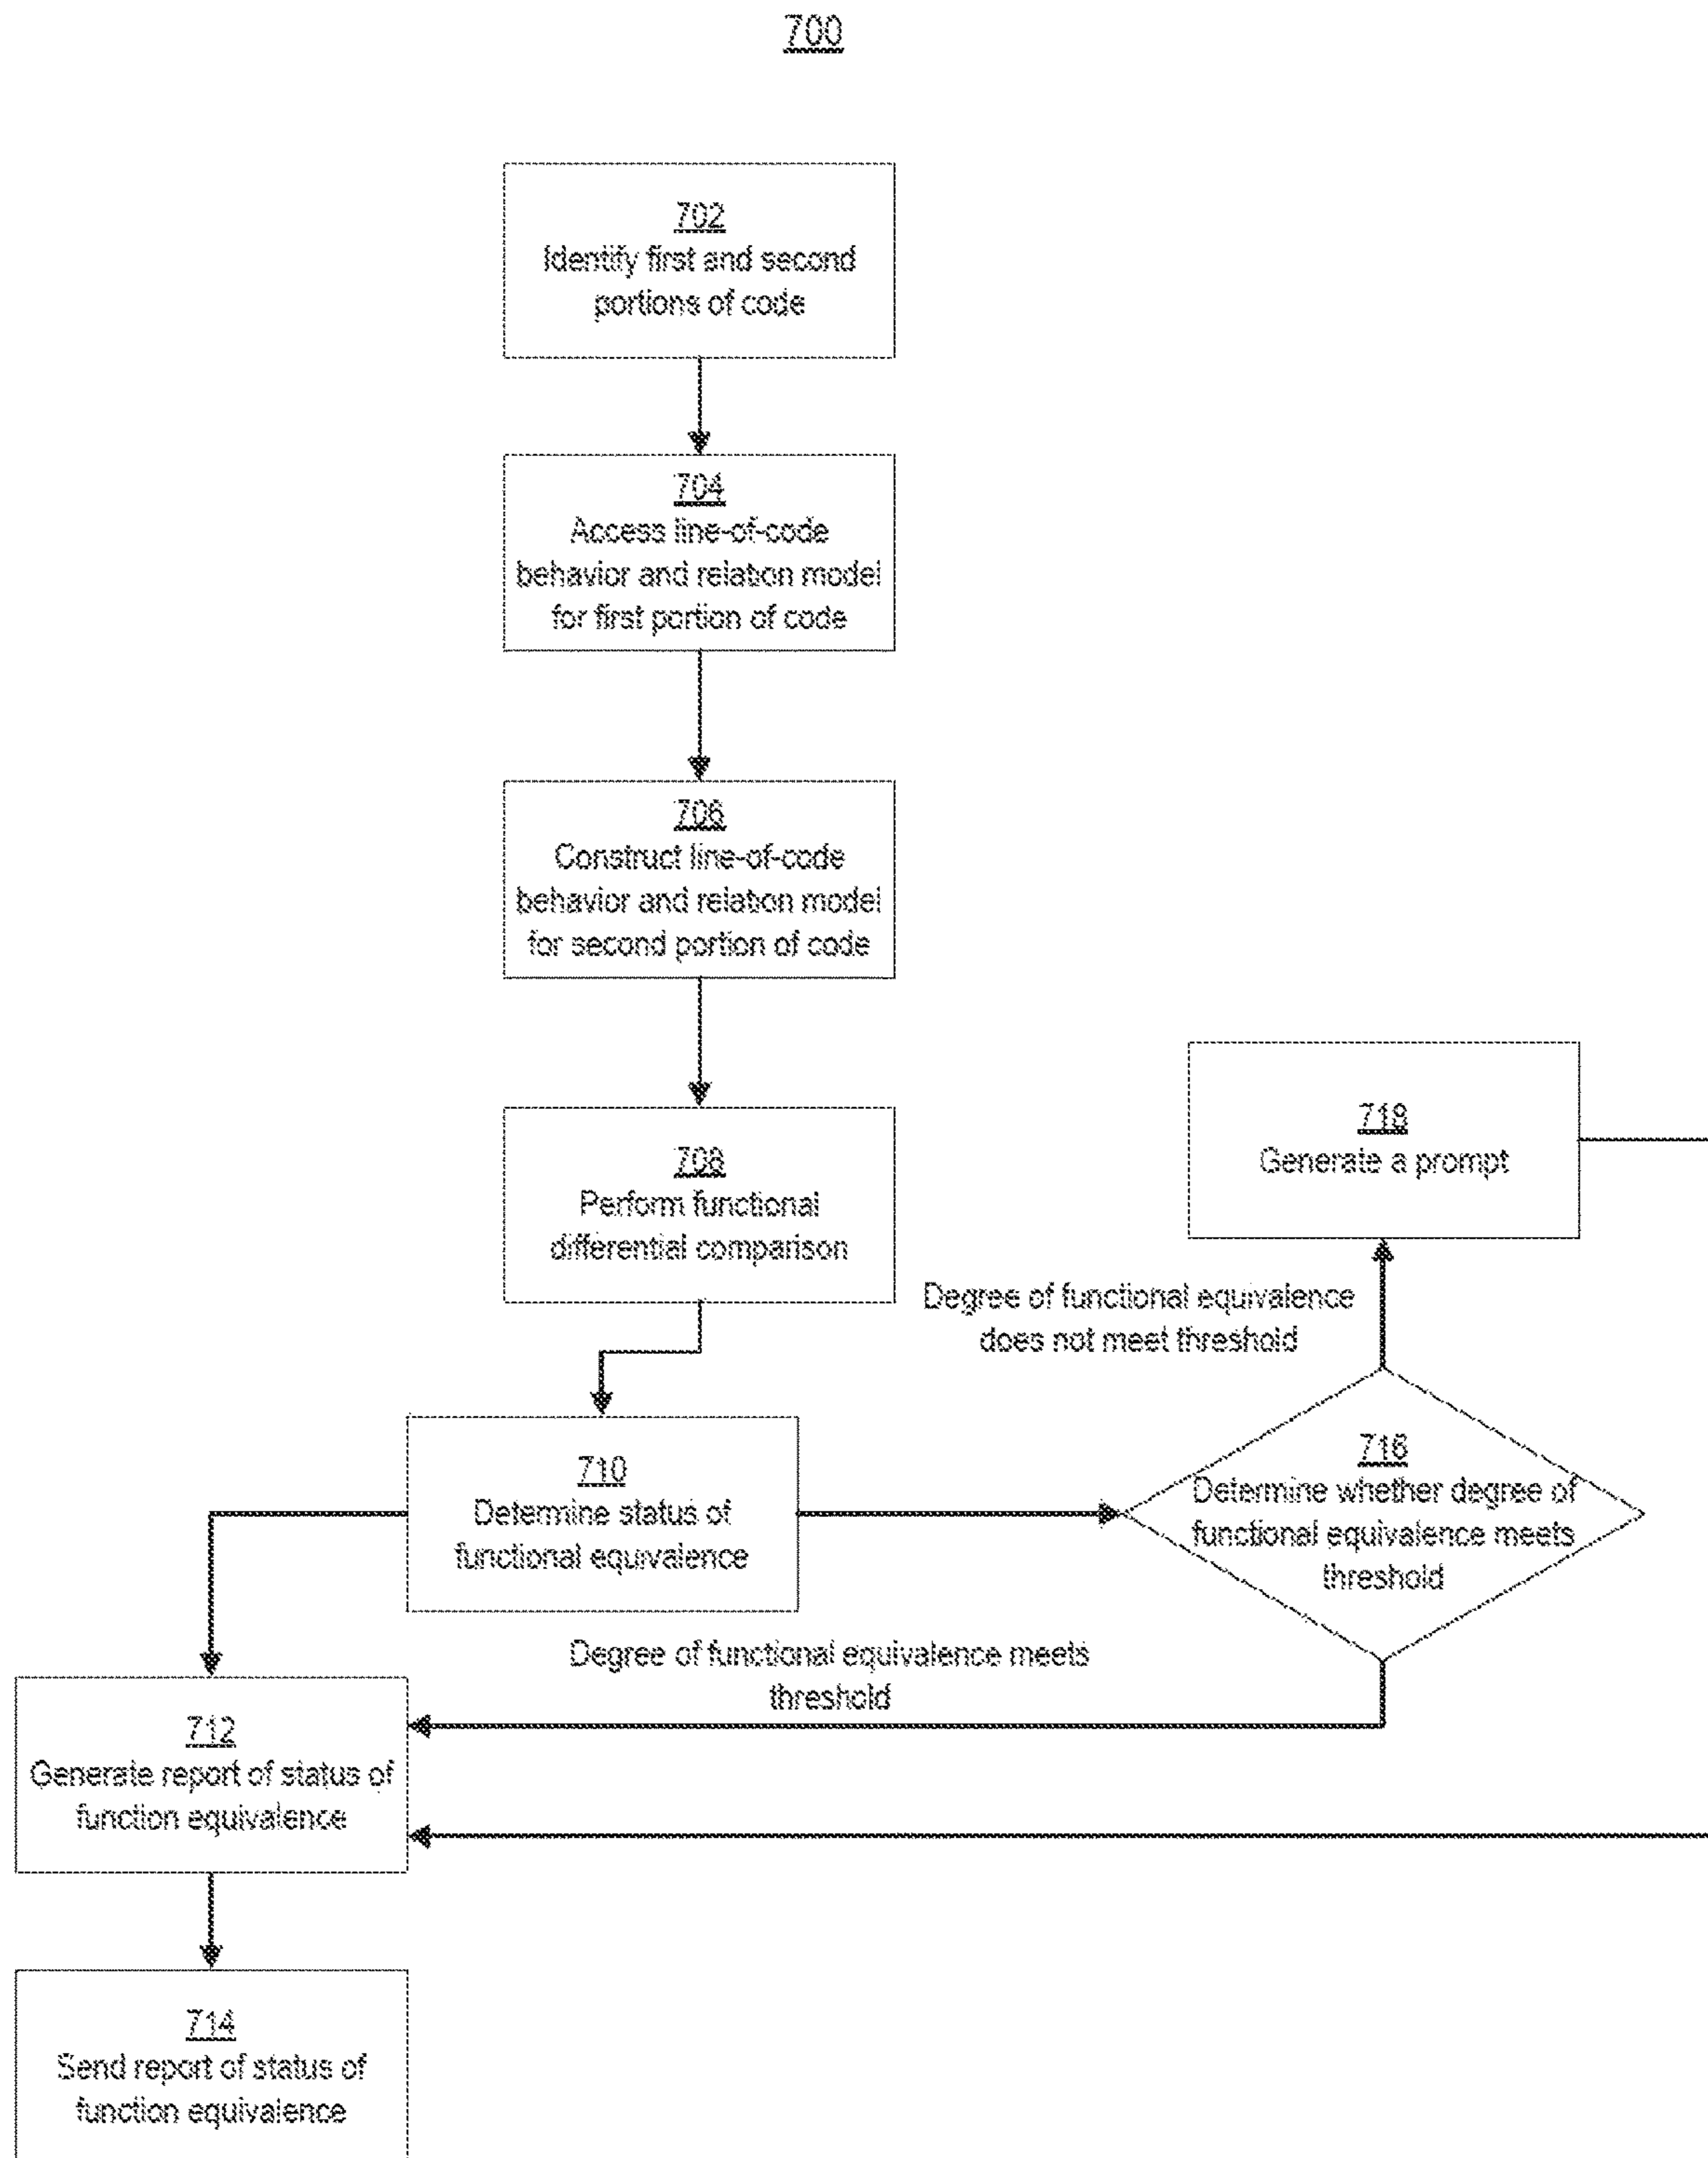 700
702
Identify first and second
portions of code
704
Access line-of-code
behavior and relation model
for first portion of code
706
Construct line-of-code
behavior and relation model
for second portion of code
708
Perform functional
differential comparison
718
Generate a prompt
Degree of functional equivalence
does not meet threshold
710
Determine status of
functional equivalence
716
Determine whether degree of
functional equivalence meets
threshold
Degree of functional equivalence meets
threshold
712
Generate report of status of
function equivalence
714
Send report of status of
function equivalence